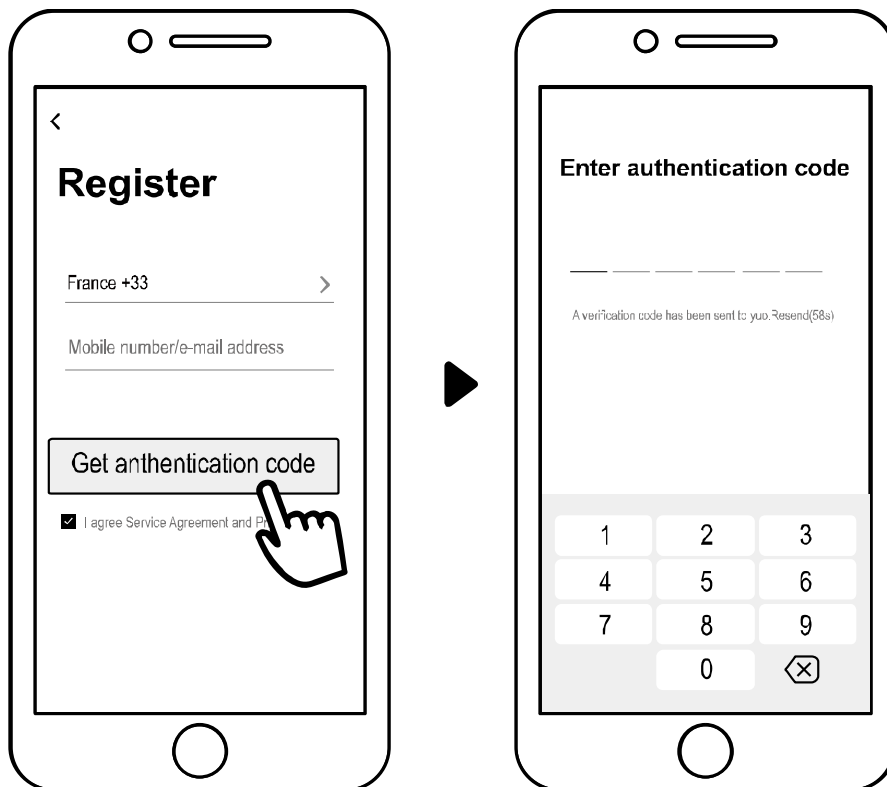 Register
France +33
Mobile number/e-mail address
Get anthentication code
I agree Service Agreement and
Enter authentication code
A verification code has been sent to yuo.Resend(58s)
1 2 3
4 5 6
7 8 9
0